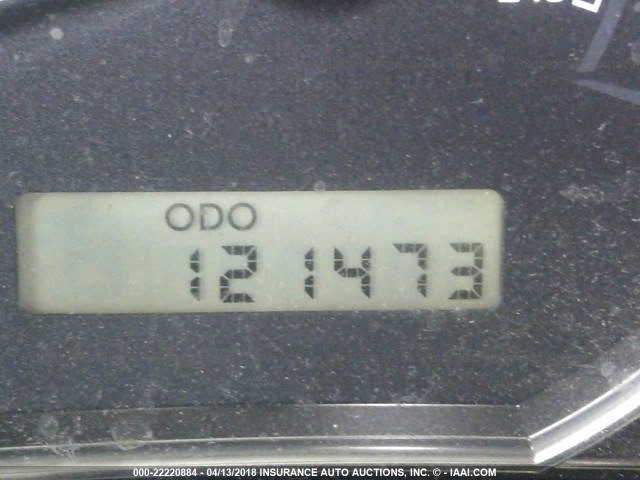 ODO
121473
000-22220884 - 04/13/2018 INSURANCE AUTO AUCTIONS, INC. © - IAAI.COM